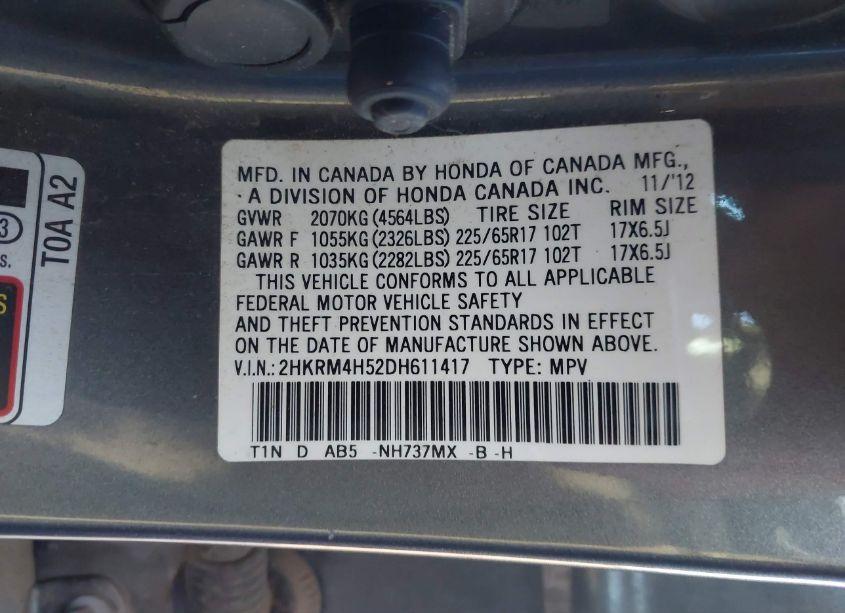 MFD. IN CANADA BY HONDA OF CANADA MFG.,
A DIVISION OF HONDA CANADA INC. 11/'12
GVWR 2070KG (4564LBS) TIRE SIZE RIM SIZE
GAWR F 1055KG (2326LBS) 225/65R17 102T 17X6.5J
GAWR R 1035KG (2282LBS) 225/65R17 102T 17X6.5J
THIS VEHICLE CONFORMS TO ALL APPLICABLE
FEDERAL MOTOR VEHICLE SAFETY
AND THEFT PREVENTION STANDARDS IN EFFECT
ON THE DATE OF MANUFACTURE SHOWN ABOVE.
V.I.N.: 2HKRM4H52DH611417 TYPE: MPV
T1N D AB5 -NH737MX -B -H
T0A A2
3
s.
S